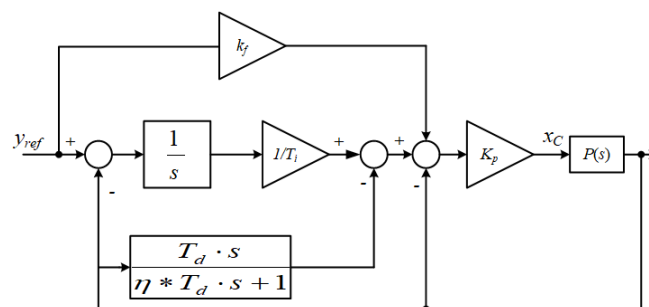 k_f
y_ref
+
-
1/s
1/T_i
+
-
+
-
K_p
x_C
P(s)
T_d · s
η * T_d · s + 1